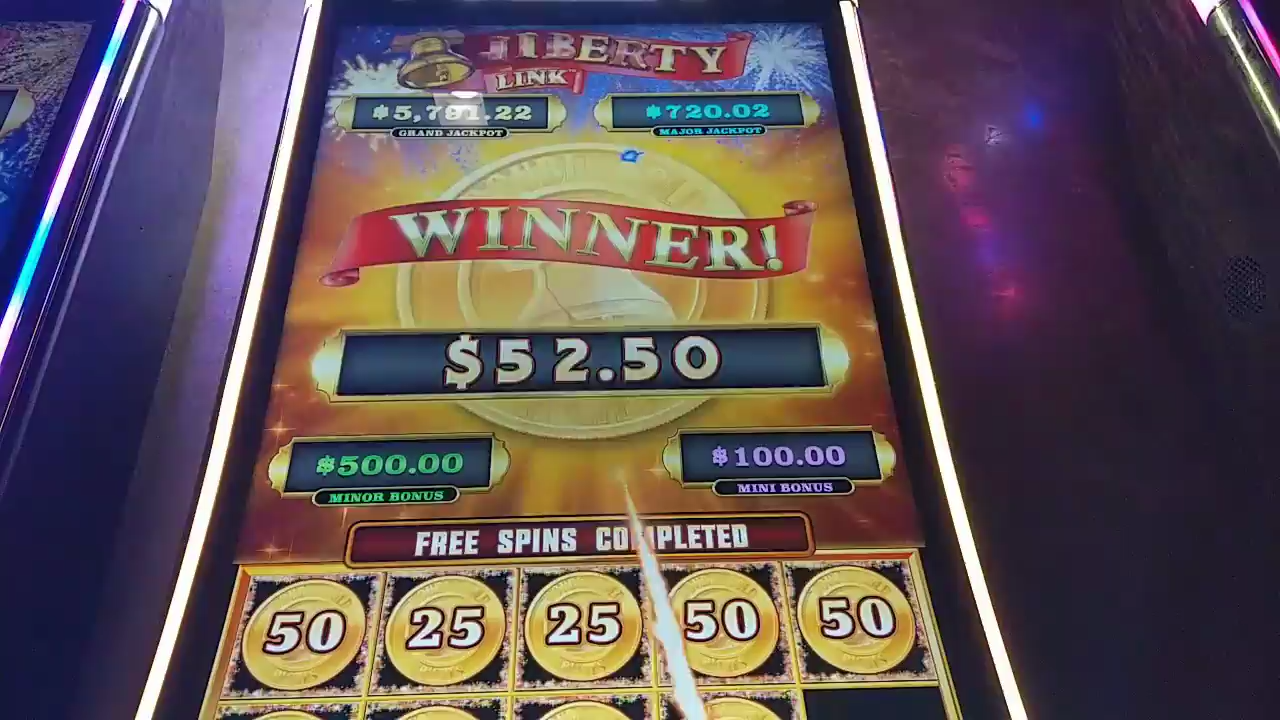 LIBERTY
LINK
$5,791.22
$720.02
GRAND JACKPOT
MAJOR JACKPOT
WINNER!
$52.50
$500.00
$100.00
MINOR BONUS
MINI BONUS
FREE SPINS COMPLETED
50 25 25 50 50